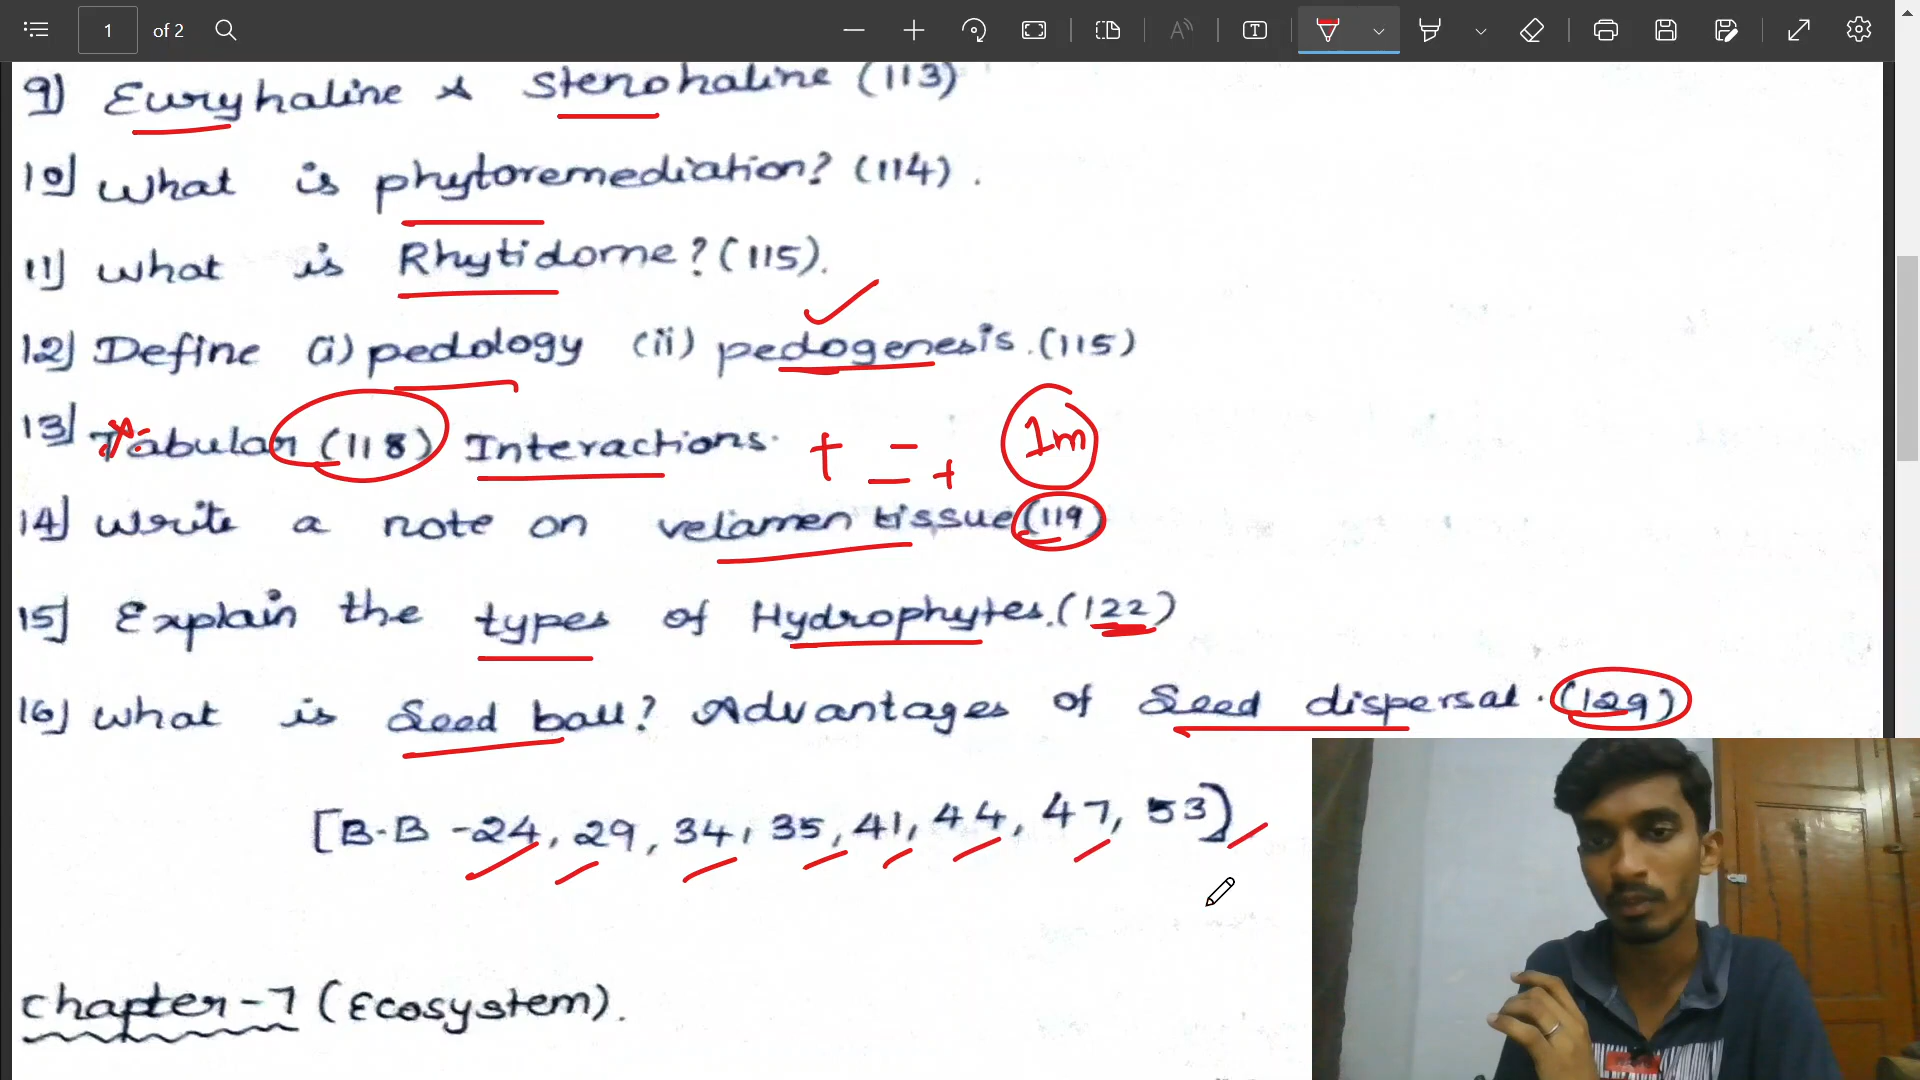 1 of 2
9) Euryhaline & Stenohaline (113)
10] What is phytoremediation? (114).
11] What is Rhytidome? (115).
12] Define (i) pedology (ii) pedogenesis. (115)
13] Tabular (118) Interactions. + - - + 1m
14] Write a note on velamen tissue (119)
15] Explain the types of Hydrophytes. (122)
16] What is Seed ball? Advantages of Seed dispersal. (129)
[B.B - 24, 29, 34, 35, 41, 44, 47, 53]
Chapter-7 (Ecosystem).